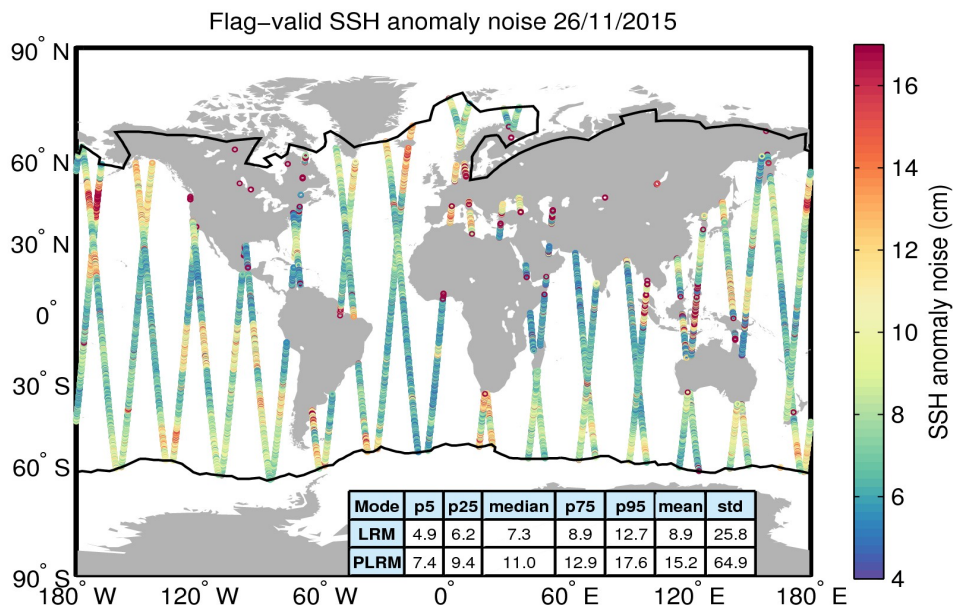 Flag–valid SSH anomaly noise 26/11/2015
90° N
60° N
30° N
0°
30° S
60° S
90° S
180° W
120° W
60° W
0°
60° E
120° E
180° E
Mode p5 p25 median p75 p95 mean std
LRM 4.9 6.2 7.3 8.9 12.7 8.9 25.8
PLRM 7.4 9.4 11.0 12.9 17.6 15.2 64.9
16
14
12
10
8
6
4
SSH anomaly noise (cm)